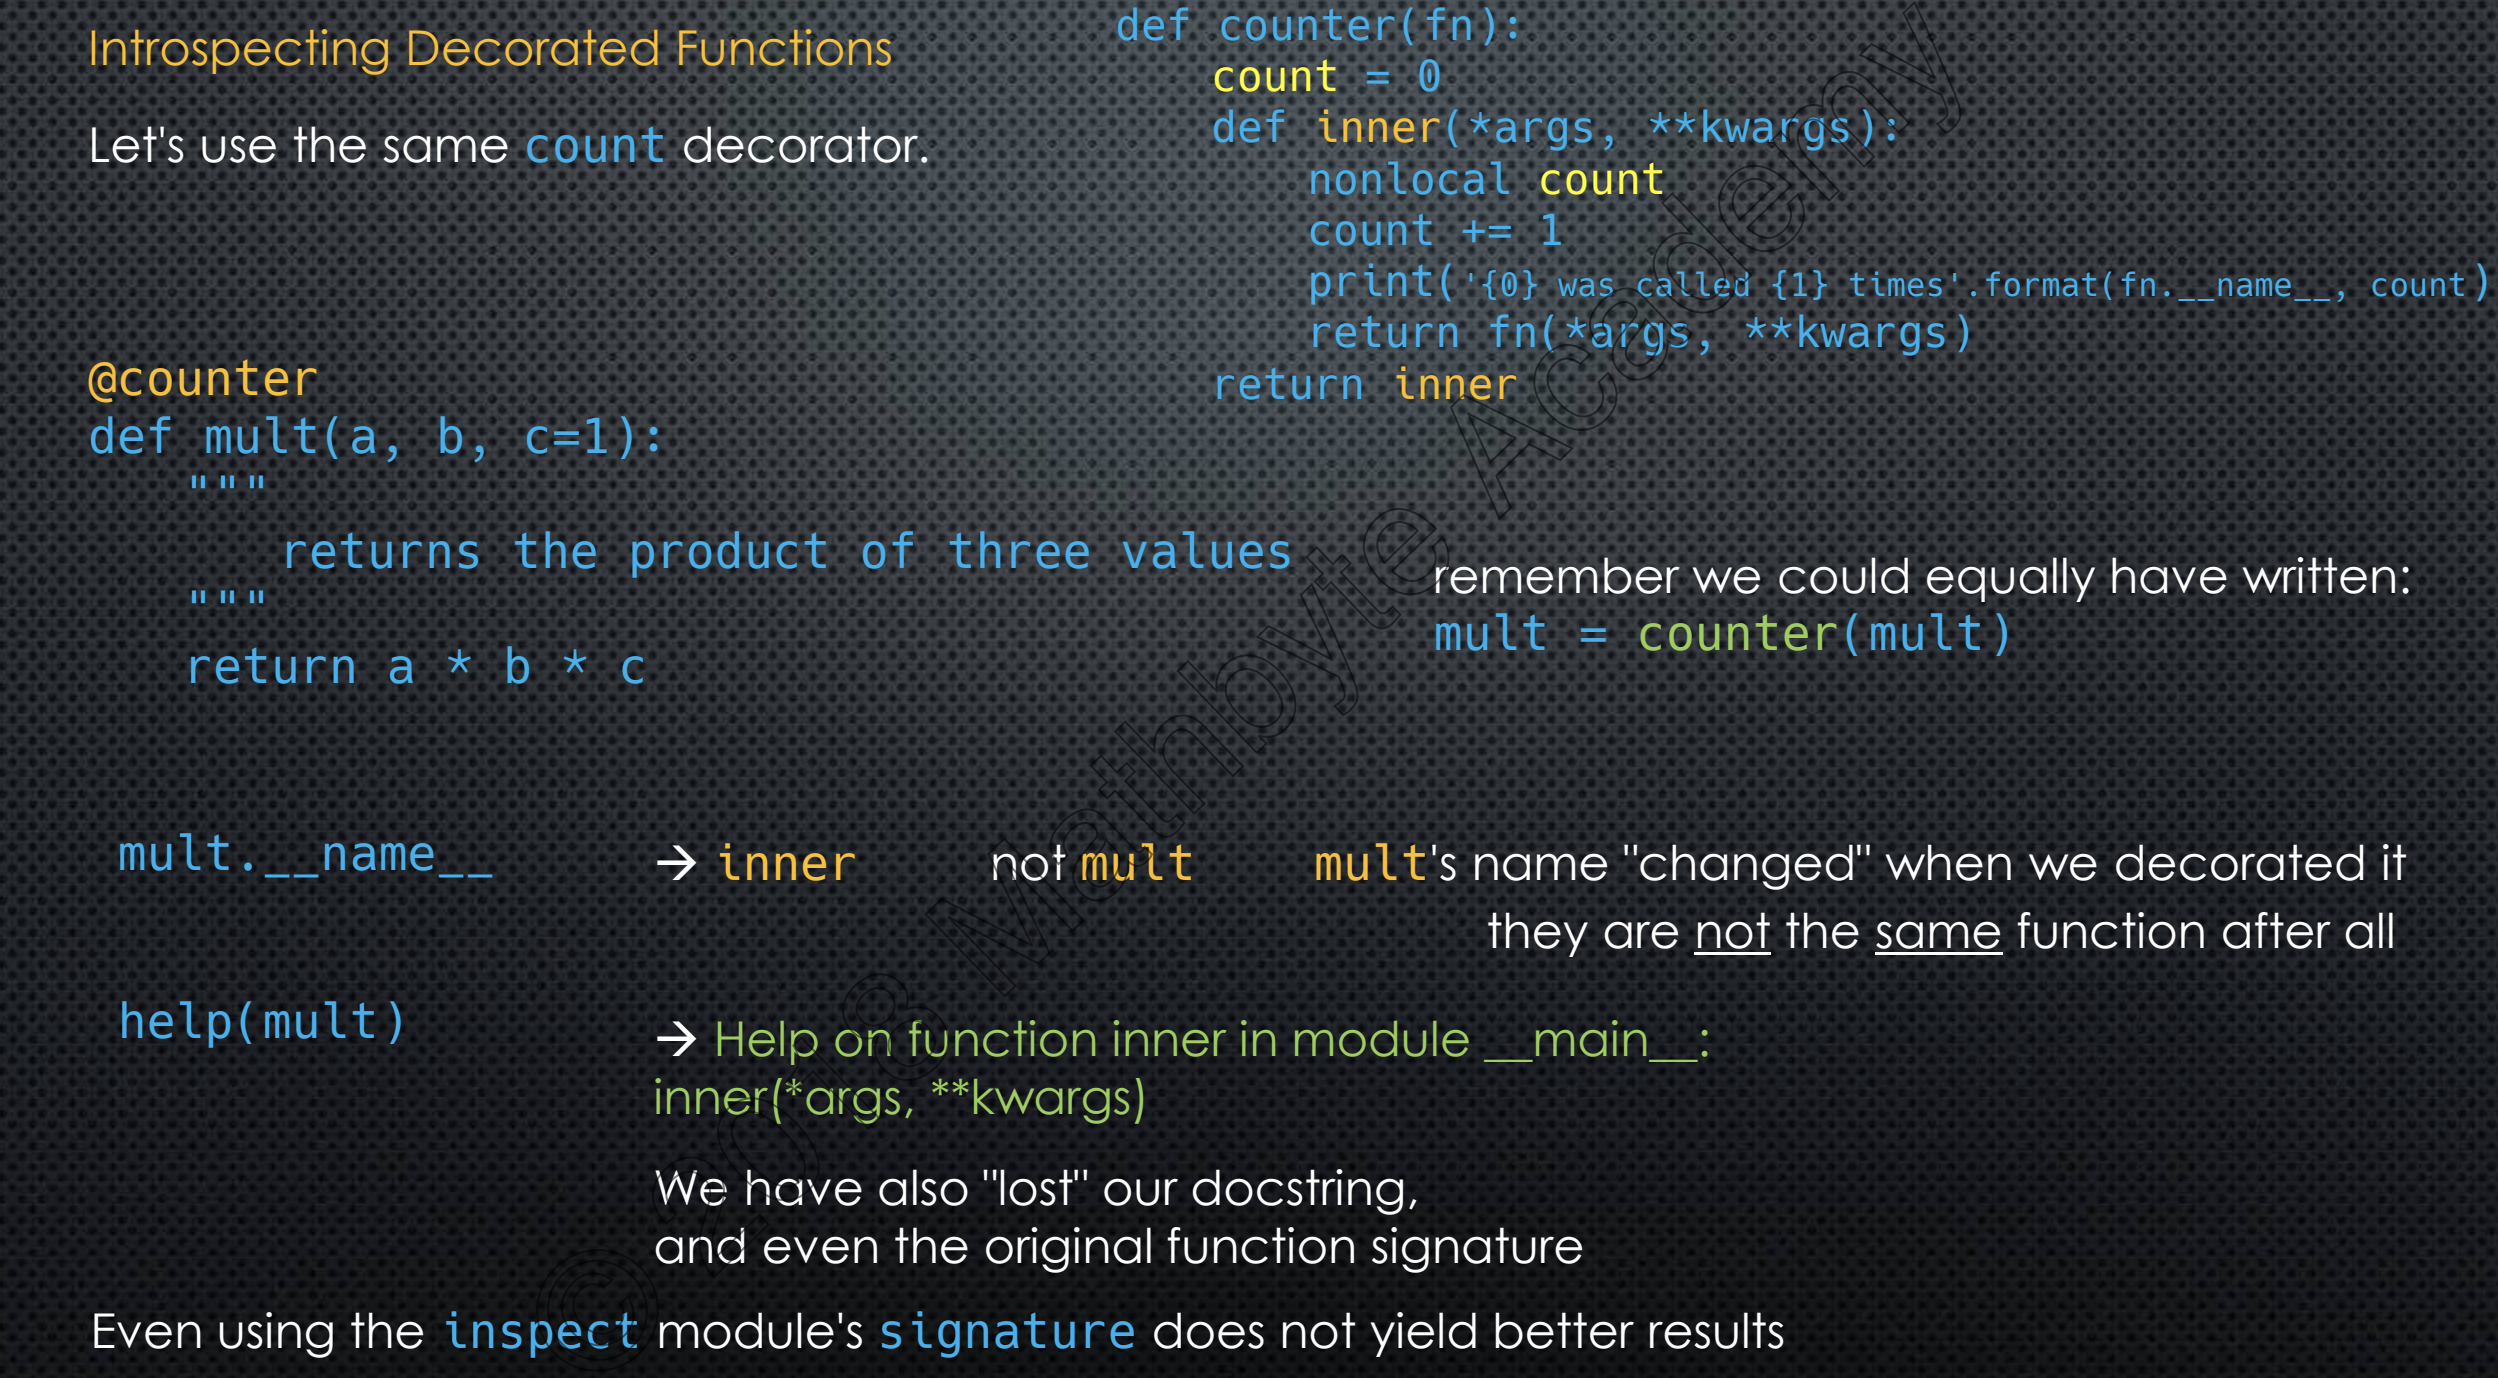 Introspecting Decorated Functions
Let's use the same count decorator.
def counter(fn):
count = 0
def inner(*args, **kwargs):
nonlocal count
count += 1
print('{0} was called {1} times'.format(fn.__name__, count)
return fn(*args, **kwargs)
return inner
@counter
def mult(a, b, c=1):
"""
returns the product of three values
"""
return a * b * c
remember we could equally have written:
mult = counter(mult)
mult.__name__ → inner not mult mult's name "changed" when we decorated it
they are not the same function after all
help(mult) → Help on function inner in module __main__:
inner(*args, **kwargs)
We have also "lost" our docstring,
and even the original function signature
Even using the inspect module's signature does not yield better results
© 2018 Mathbyte Academy